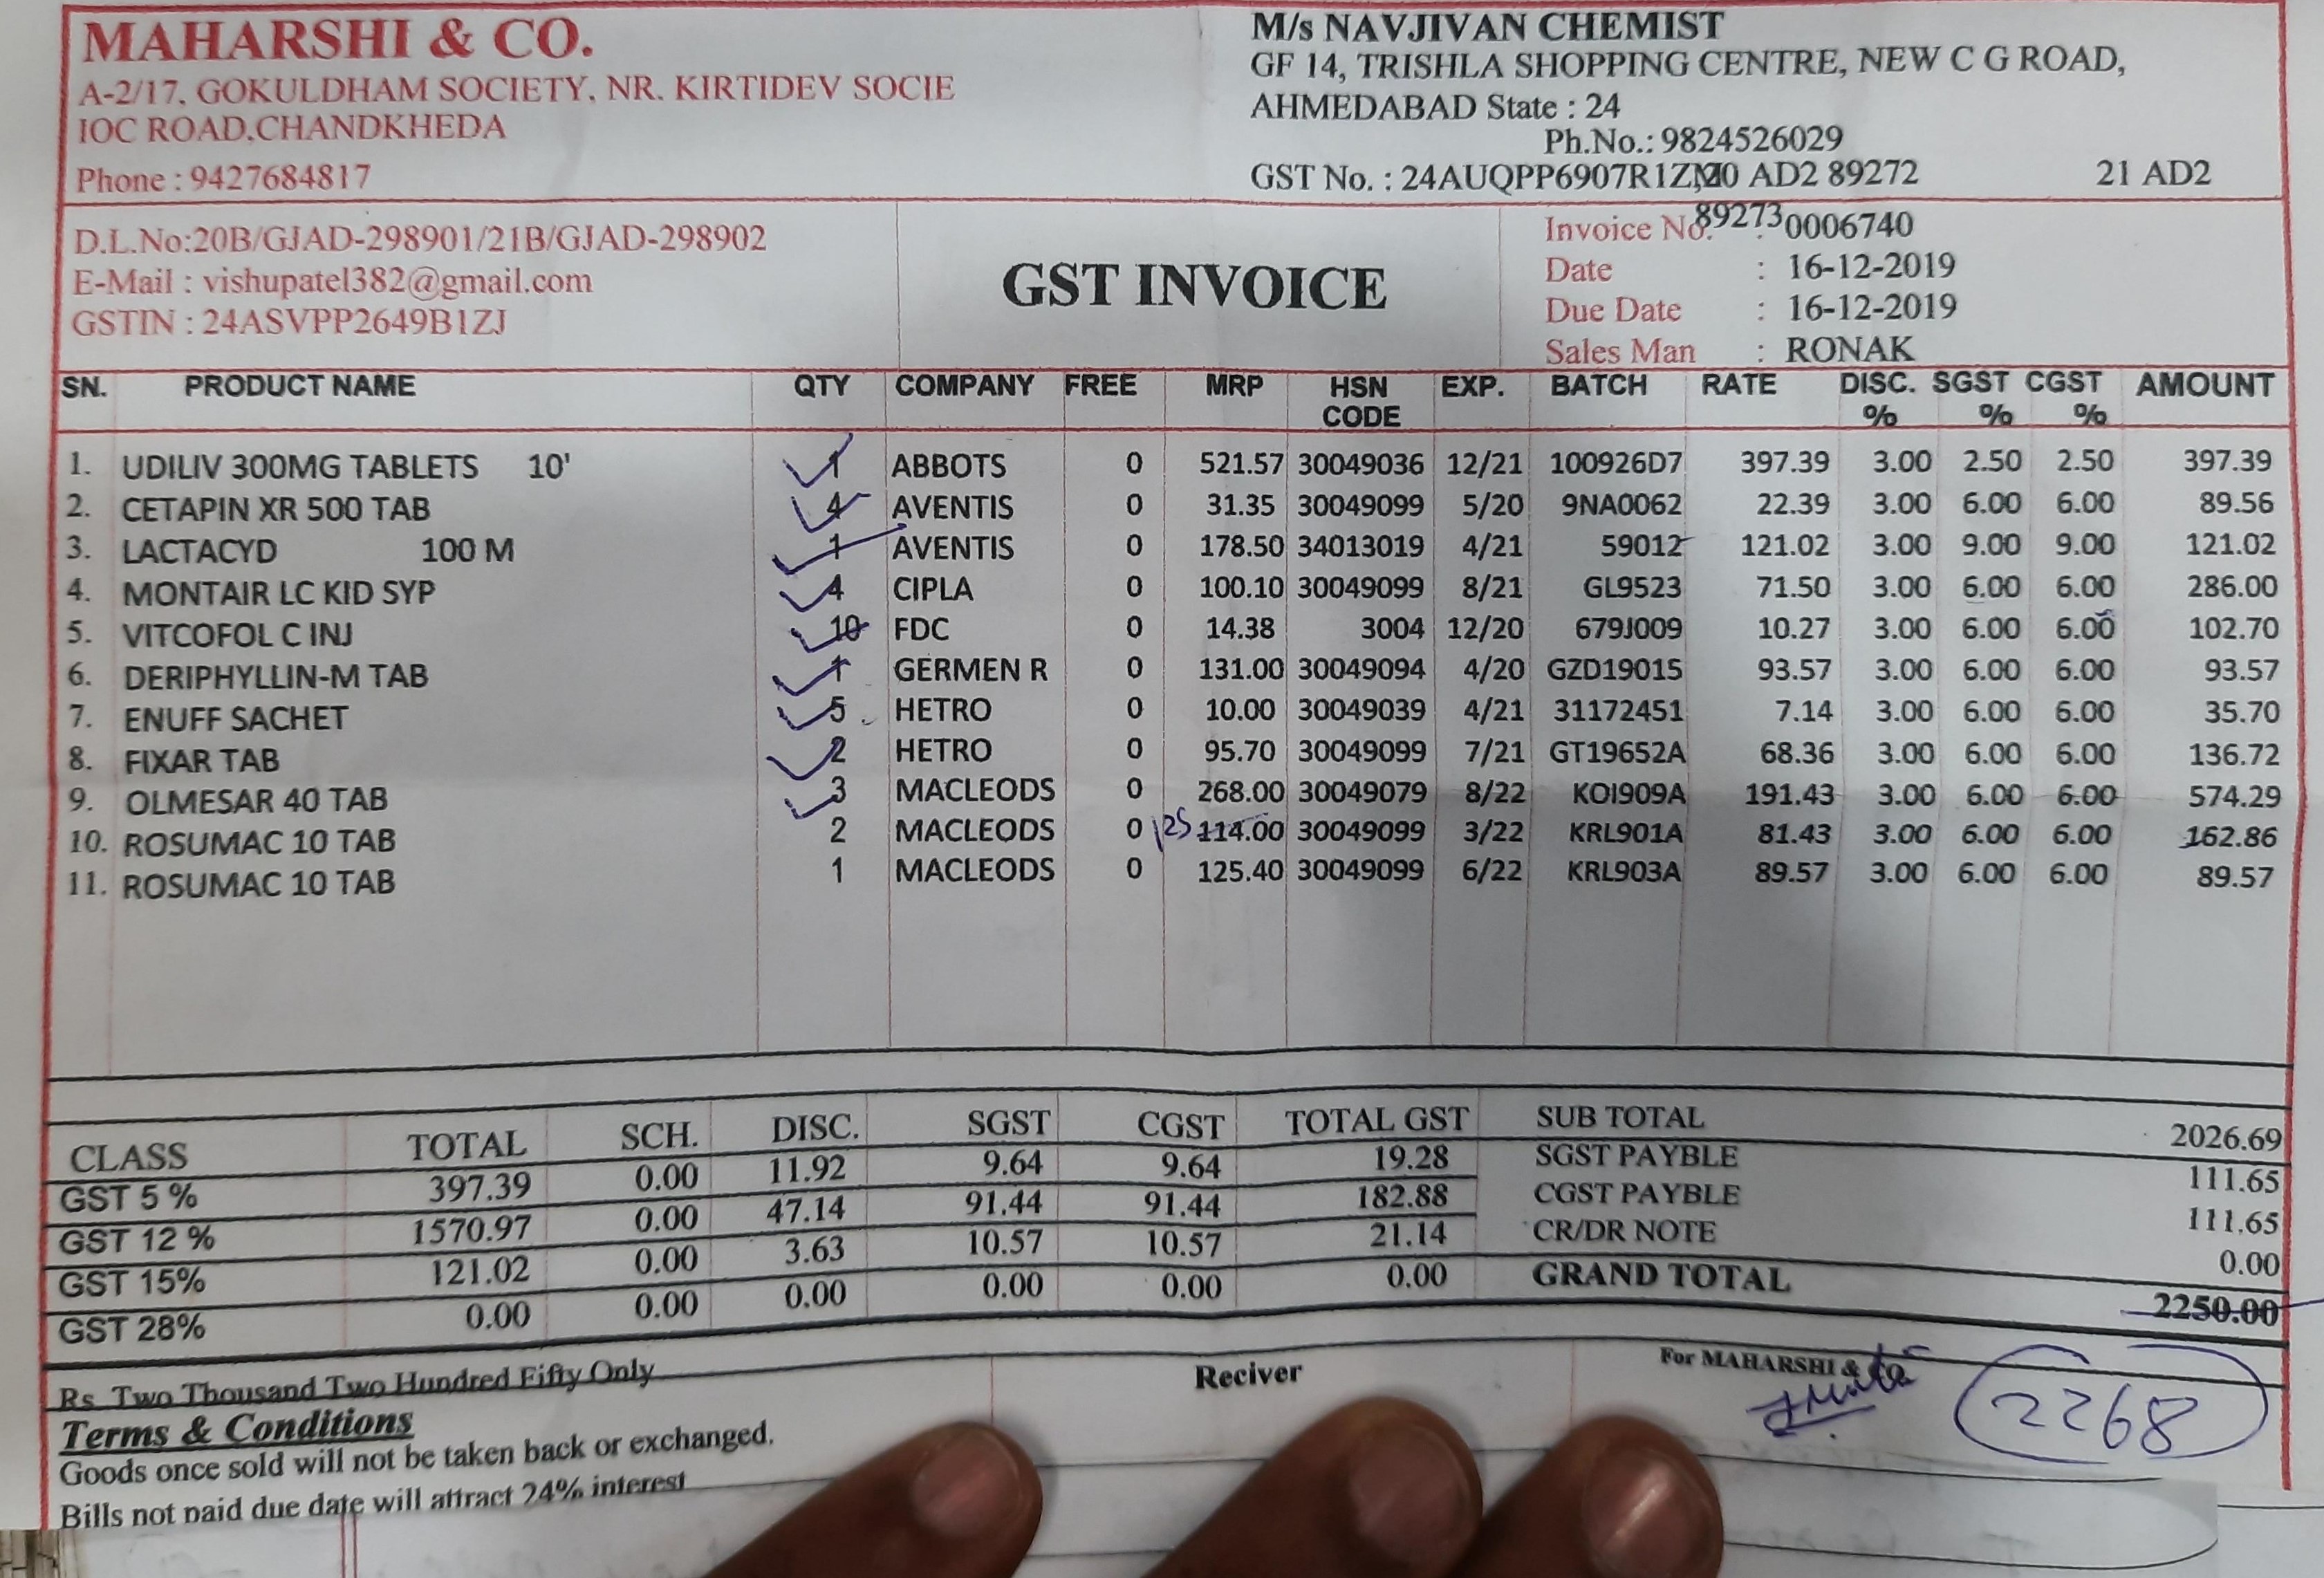 MAHARSHI & CO.
A-2/17, GOKULDHAM SOCIETY, NR. KIRTIDEV SOCIE
IOC ROAD,CHANDKHEDA
Phone : 9427684817
M/s NAVJIVAN CHEMIST
GF 14, TRISHLA SHOPPING CENTRE, NEW C G ROAD,
AHMEDABAD State : 24
Ph.No.: 9824526029
GST No. : 24AUQPP6907R1ZM 20 AD2 89272 21 AD2
89273
D.L.No:20B/GJAD-298901/21B/GJAD-298902
E-Mail : vishupatel382@gmail.com
GSTIN : 24ASVPP2649B1ZJ
GST INVOICE
Invoice No. : 0006740
Date : 16-12-2019
Due Date : 16-12-2019
Sales Man : RONAK
SN. PRODUCT NAME QTY COMPANY FREE MRP HSN CODE EXP. BATCH RATE DISC. % SGST % CGST % AMOUNT
1. UDILIV 300MG TABLETS 10' 1 ABBOTS 0 521.57 30049036 12/21 100926D7 397.39 3.00 2.50 2.50 397.39
2. CETAPIN XR 500 TAB 4 AVENTIS 0 31.35 30049099 5/20 9NA0062 22.39 3.00 6.00 6.00 89.56
3. LACTACYD 100 M 1 AVENTIS 0 178.50 34013019 4/21 59012 121.02 3.00 9.00 9.00 121.02
4. MONTAIR LC KID SYP 4 CIPLA 0 100.10 30049099 8/21 GL9523 71.50 3.00 6.00 6.00 286.00
5. VITCOFOL C INJ 10 FDC 0 14.38 3004 12/20 679J009 10.27 3.00 6.00 6.00 102.70
6. DERIPHYLLIN-M TAB 1 GERMEN R 0 131.00 30049094 4/20 GZD19015 93.57 3.00 6.00 6.00 93.57
7. ENUFF SACHET 5 HETRO 0 10.00 30049039 4/21 31172451 7.14 3.00 6.00 6.00 35.70
8. FIXAR TAB 2 HETRO 0 95.70 30049099 7/21 GT19652A 68.36 3.00 6.00 6.00 136.72
9. OLMESAR 40 TAB 3 MACLEODS 0 268.00 30049079 8/22 KOI909A 191.43 3.00 6.00 6.00 574.29
10. ROSUMAC 10 TAB 2 MACLEODS 0 125 114.00 30049099 3/22 KRL901A 81.43 3.00 6.00 6.00 162.86
11. ROSUMAC 10 TAB 1 MACLEODS 0 125.40 30049099 6/22 KRL903A 89.57 3.00 6.00 6.00 89.57
CLASS TOTAL SCH. DISC. SGST CGST TOTAL GST
GST 5 % 397.39 0.00 11.92 9.64 9.64 19.28
GST 12 % 1570.97 0.00 47.14 91.44 91.44 182.88
GST 15% 121.02 0.00 3.63 10.57 10.57 21.14
GST 28% 0.00 0.00 0.00 0.00 0.00 0.00
SUB TOTAL 2026.69
SGST PAYBLE 111.65
CGST PAYBLE 111.65
CR/DR NOTE 0.00
GRAND TOTAL 2250.00
Rs. Two Thousand Two Hundred Fifty Only
Reciver
For MAHARSHI & CO.
2268
Terms & Conditions
Goods once sold will not be taken back or exchanged.
Bills not paid due date will attract 24% interest